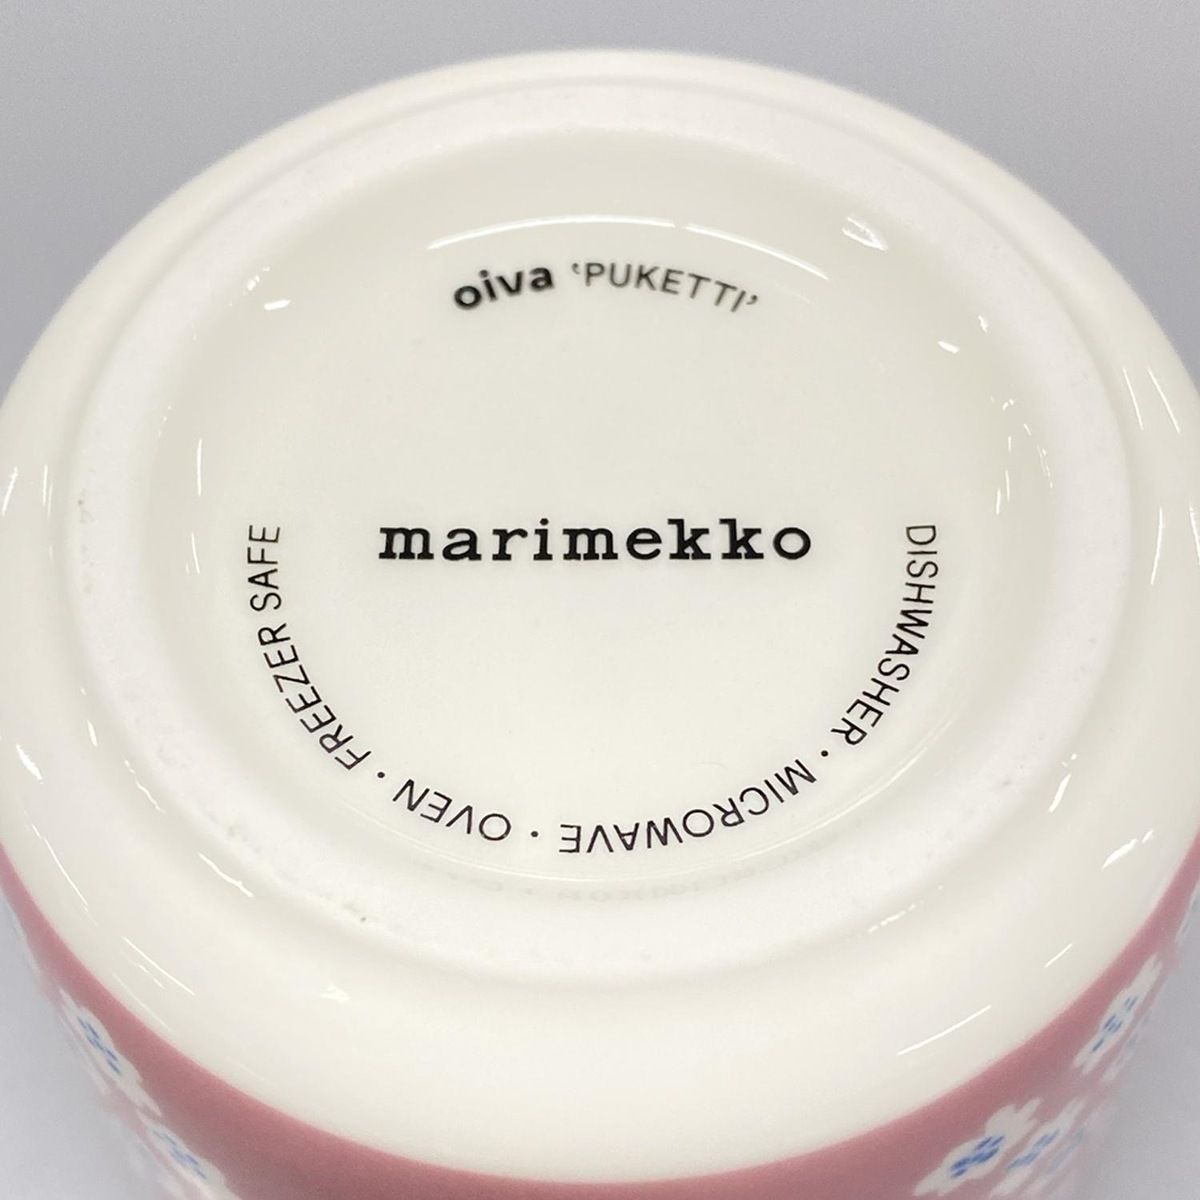 oiva ‘PUKETTI’
marimekko
DISHWASHER · MICROWAVE · OVEN · FREEZER SAFE